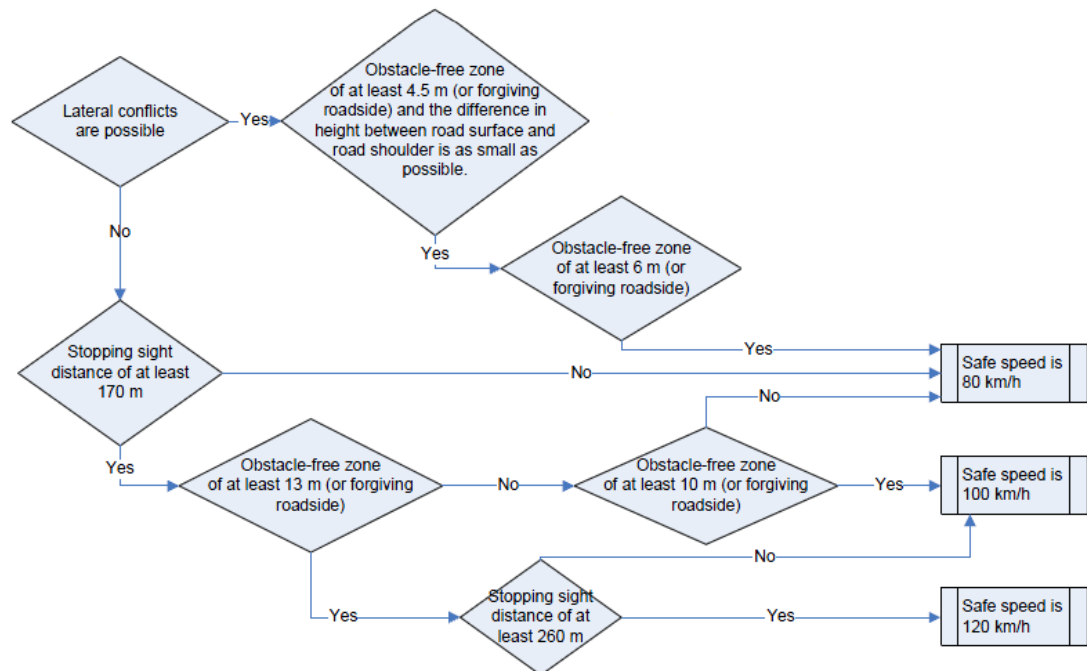 Lateral conflicts
are possible
Yes
Obstacle-free zone
of at least 4.5 m (or forgiving
roadside) and the difference in
height between road surface and
road shoulder is as small as
possible.
No
Yes
Obstacle-free zone
of at least 6 m (or
forgiving roadside)
Yes
Stopping sight
distance of at least
170 m
No
Safe speed is
80 km/h
No
Yes
Obstacle-free zone
of at least 13 m (or forgiving
roadside)
No
Obstacle-free zone
of at least 10 m (or forgiving
roadside)
Yes
Safe speed is
100 km/h
No
Yes
Stopping sight
distance of at
least 260 m
Yes
Safe speed is
120 km/h